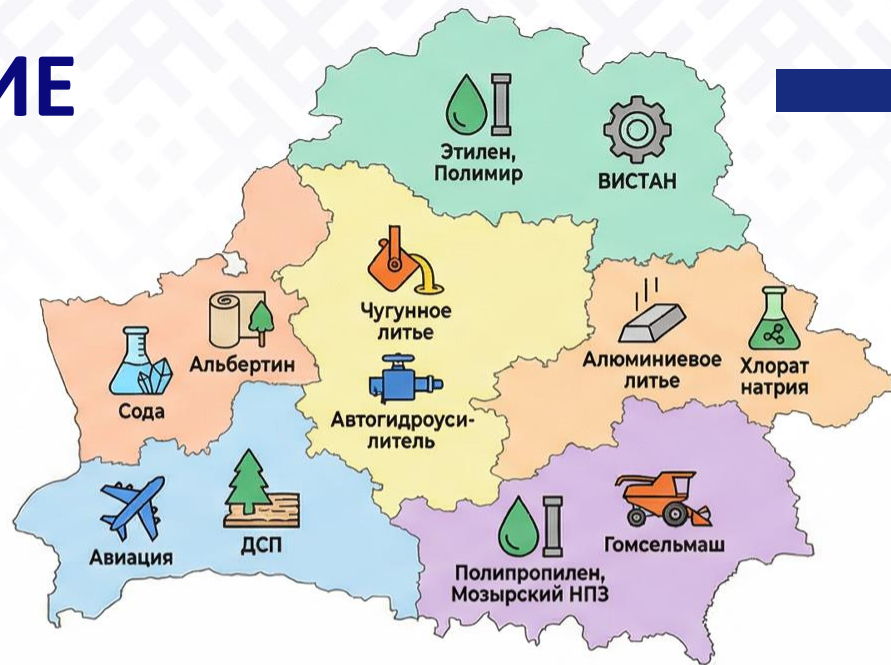 ИЕ
Этилен,
Полимир
ВИСТАН
Чугунное
литье
Автогидроуси-
литель
Альбертин
Сода
Алюминиевое
литье
Хлорат
натрия
Авиация
ДСП
Полипропилен,
Мозырский НПЗ
Гомсельмаш